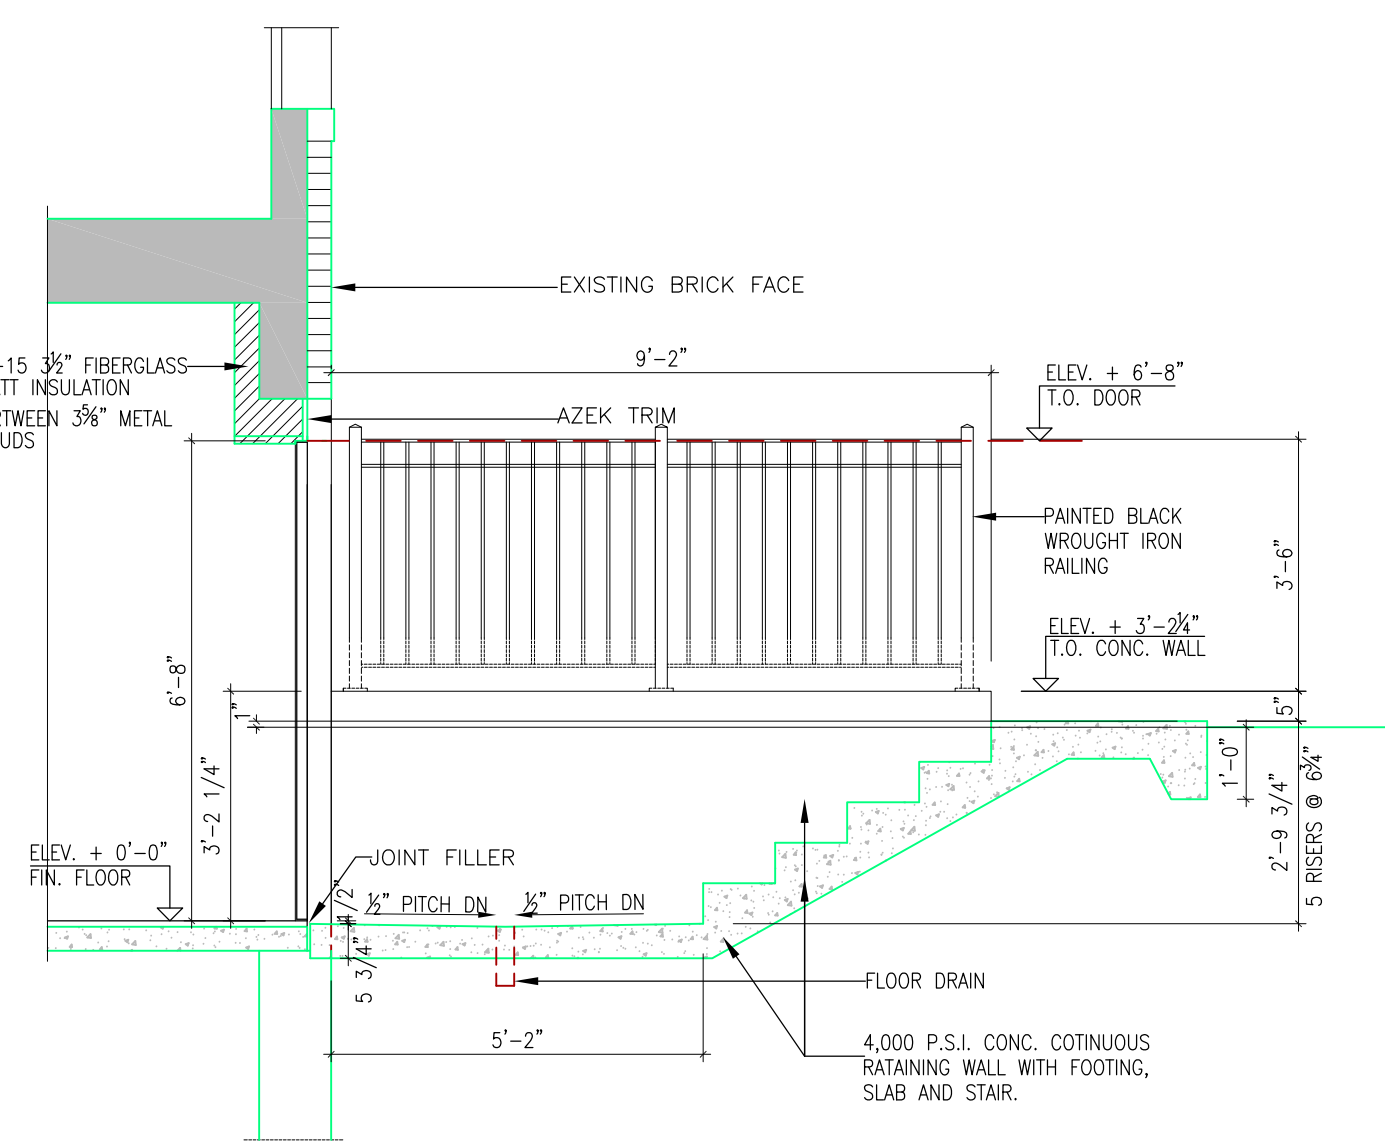 EXISTING BRICK FACE
-15 3½" FIBERGLASS
TT INSULATION
TWEEN 3⅝" METAL
UDS
9'-2"
ELEV. + 6'-8"
T.O. DOOR
AZEK TRIM
PAINTED BLACK
WROUGHT IRON
RAILING
3'-6"
ELEV. + 3'-2¼"
T.O. CONC. WALL
6'-8"
1"
5"
3'-2 1/4"
1'-0"
2'-9 3/4"
5 RISERS @ 6¾"
ELEV. + 0'-0"
FIN. FLOOR
JOINT FILLER
1/2"
½" PITCH DN
½" PITCH DN
5 3/4"
FLOOR DRAIN
5'-2"
4,000 P.S.I. CONC. COTINUOUS
RATAINING WALL WITH FOOTING,
SLAB AND STAIR.